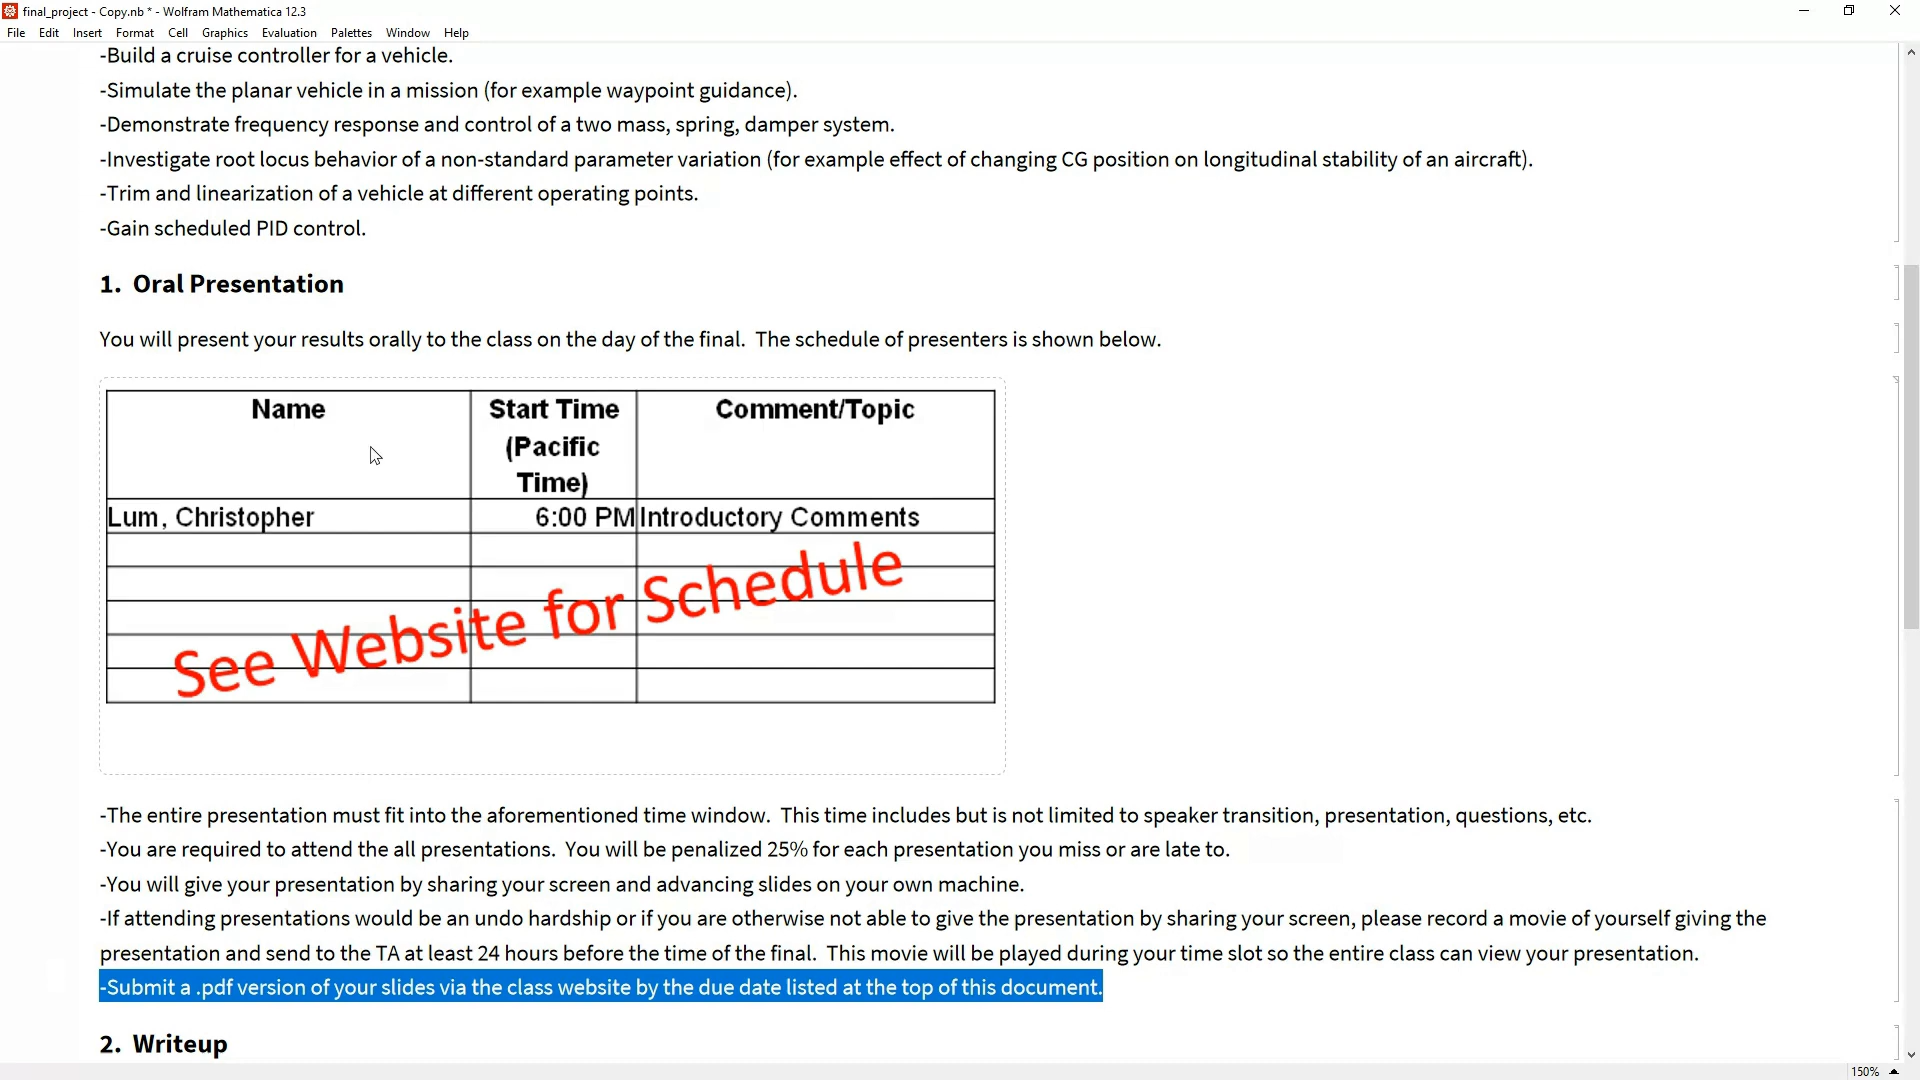 final_project - Copy.nb * - Wolfram Mathematica 12.3
File Edit Insert Format Cell Graphics Evaluation Palettes Window Help
-Build a cruise controller for a vehicle.
-Simulate the planar vehicle in a mission (for example waypoint guidance).
-Demonstrate frequency response and control of a two mass, spring, damper system.
-Investigate root locus behavior of a non-standard parameter variation (for example effect of changing CG position on longitudinal stability of an aircraft).
-Trim and linearization of a vehicle at different operating points.
-Gain scheduled PID control.
1. Oral Presentation
You will present your results orally to the class on the day of the final. The schedule of presenters is shown below.
Name Start Time Comment/Topic
(Pacific
Time)
Lum, Christopher 6:00 PM Introductory Comments
See Website for Schedule
-The entire presentation must fit into the aforementioned time window. This time includes but is not limited to speaker transition, presentation, questions, etc.
-You are required to attend the all presentations. You will be penalized 25% for each presentation you miss or are late to.
-You will give your presentation by sharing your screen and advancing slides on your own machine.
-If attending presentations would be an undo hardship or if you are otherwise not able to give the presentation by sharing your screen, please record a movie of yourself giving the
presentation and send to the TA at least 24 hours before the time of the final. This movie will be played during your time slot so the entire class can view your presentation.
-Submit a .pdf version of your slides via the class website by the due date listed at the top of this document.
2. Writeup
150%